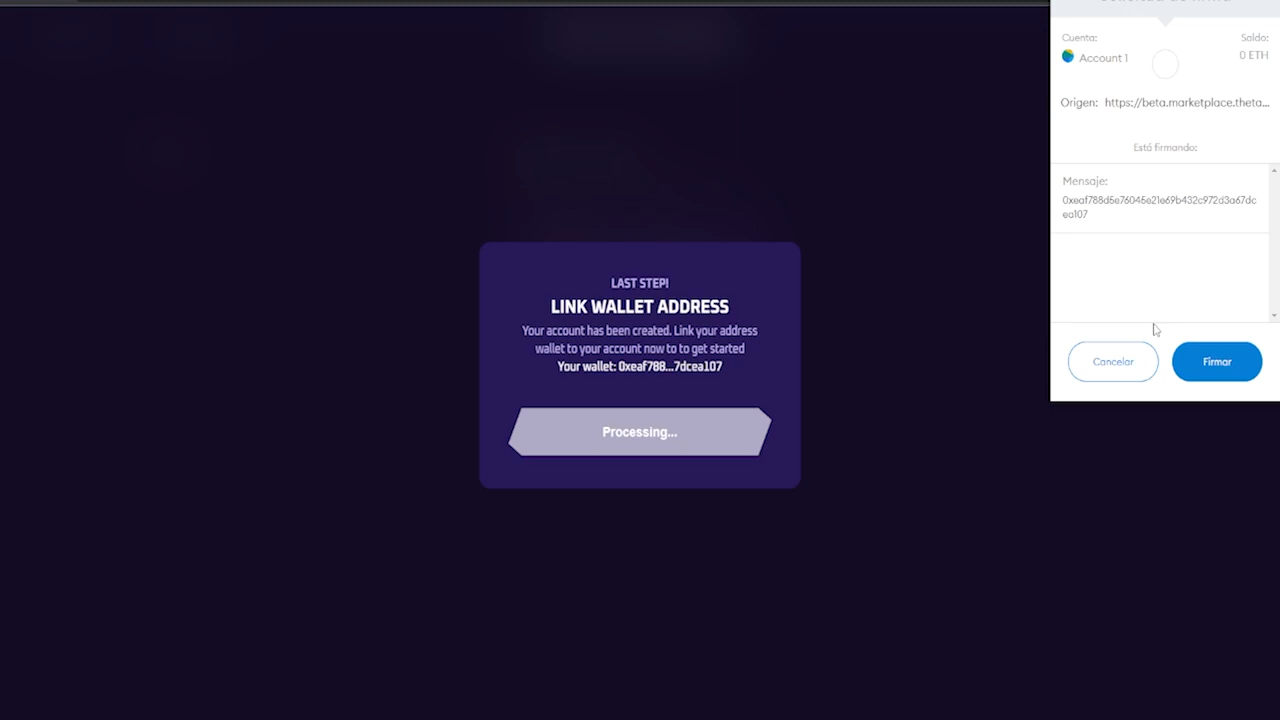 Cuenta:
Saldo:
Account 1
0 ETH
Origen: https://beta.marketplace.theta...
Está firmando:
Mensaje:
0xeaf788d5e76045e21e69b432c972d3a67dc
ea107
Cancelar
Firmar
LAST STEP!
LINK WALLET ADDRESS
Your account has been created. Link your address
wallet to your account now to to get started
Your wallet: 0xeaf788...7dcea107
Processing...